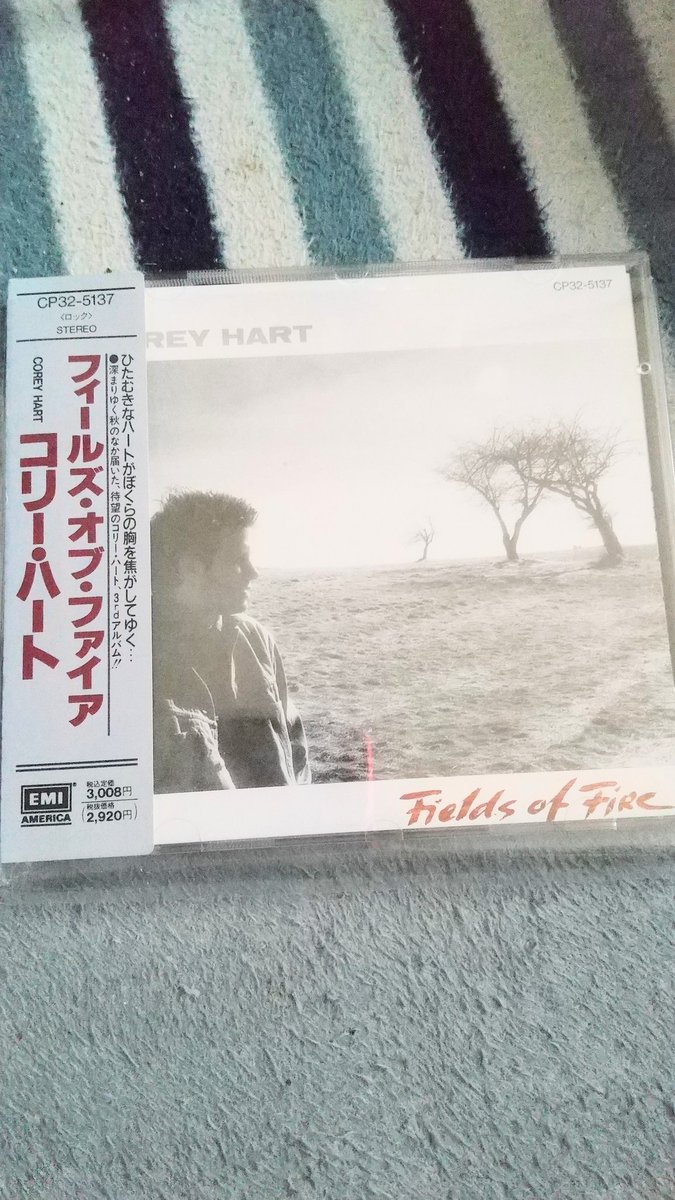 CP32-5137
〈ロック〉
STEREO
ひたむきなハートがぼくらの胸を焦がしてゆく…
●深まりゆく秋のなか届いた、待望のコリー・ハート、3rdアルバム!!
フィールズ・オブ・ファイア
コリー・ハート
COREY HART
EMI
AMERICA
税込定価
3,008円
税抜価格
(2,920円)
CP32-5137
REY HART
Fields of Fire